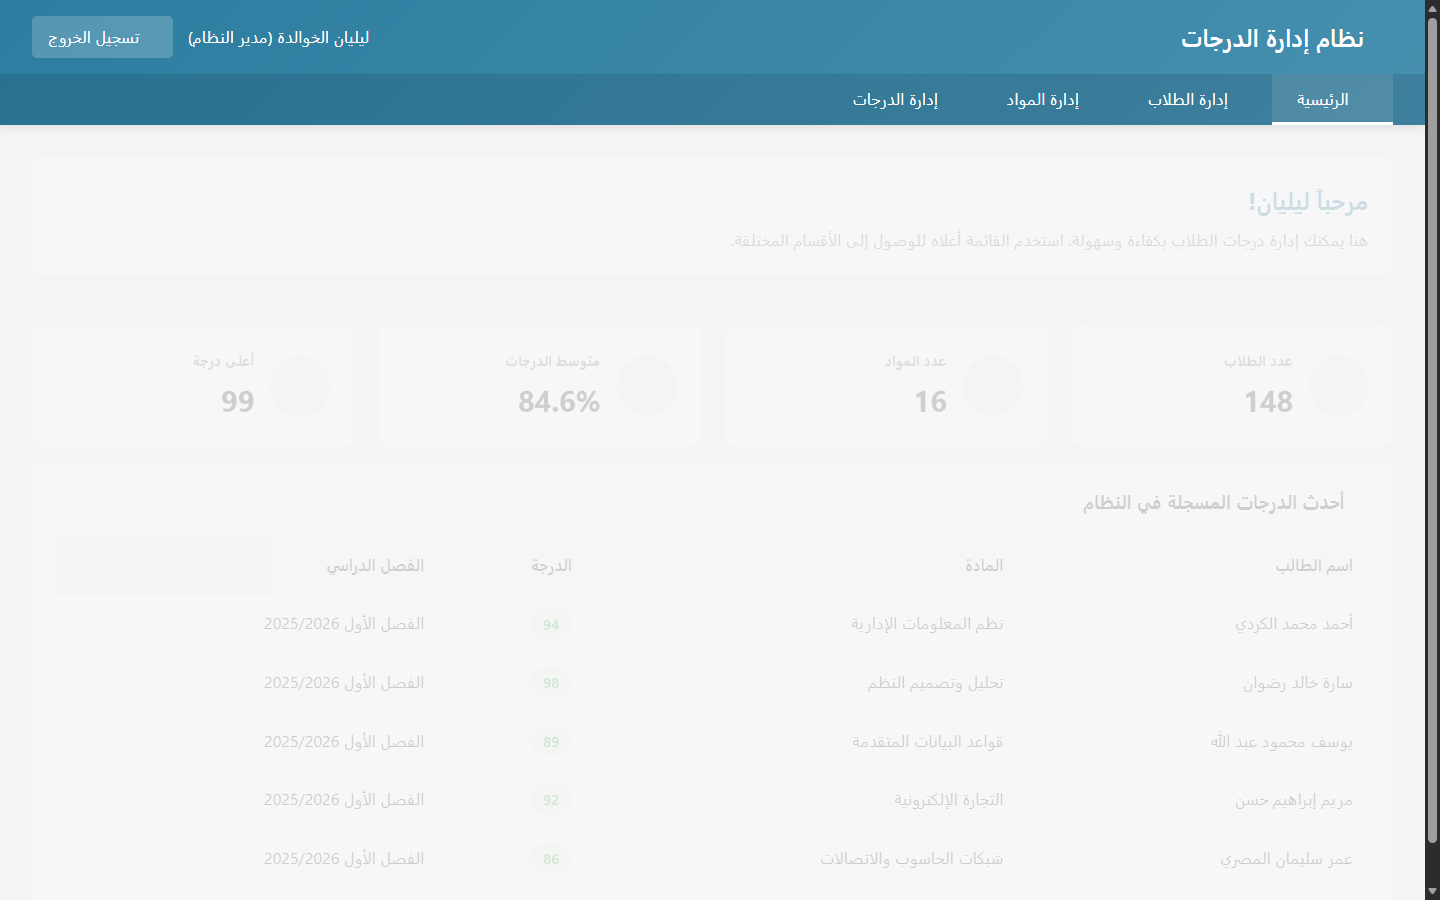 نظام إدارة الدرجات
ليليان الخوالدة (مدير النظام)
تسجيل الخروج
الرئيسية
إدارة الطلاب
إدارة المواد
إدارة الدرجات
مرحباً ليليان!
هنا يمكنك إدارة درجات الطلاب بكفاءة وسهولة. استخدم القائمة أعلاه للوصول إلى الأقسام المختلفة.
عدد الطلاب
148
عدد المواد
16
متوسط الدرجات
84.6%
أعلى درجة
99
أحدث الدرجات المسجلة في النظام
اسم الطالب المادة الدرجة الفصل الدراسي
أحمد محمد الكردي نظم المعلومات الإدارية 94 الفصل الأول 2025/2026
سارة خالد رضوان تحليل وتصميم النظم 98 الفصل الأول 2025/2026
يوسف محمود عبد الله قواعد البيانات المتقدمة 89 الفصل الأول 2025/2026
مريم إبراهيم حسن التجارة الإلكترونية 92 الفصل الأول 2025/2026
عمر سليمان المصري شبكات الحاسوب والاتصالات 86 الفصل الأول 2025/2026